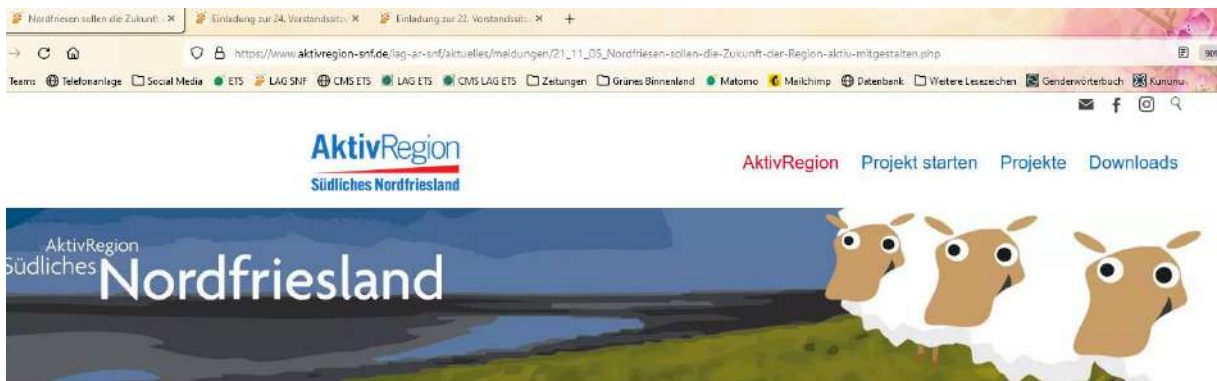 Nordfriesen sollen die Zukunft
Einladung zur 24. Vorstandssitz
Einladung zur 22. Vorstandssitz
https://www.aktivregion-snf.de/lag-ar-snf/aktuelles/meldungen/21_11_05_Nordfriesen-sollen-die-Zukunft-der-Region-aktiv-mitgestalten.php
Teams Telefonanlage Social Media ETS LAG SNF CMS ETS LAG ETS CMS LAG ETS Zeitungen Grünes Binnenland Matomo Mailchimp Datenbank Weitere Lesezeichen Genderwörterbuch Kununu
AktivRegion
Südliches Nordfriesland
AktivRegion Projekt starten Projekte Downloads
AktivRegion
Südliches
Nordfriesland